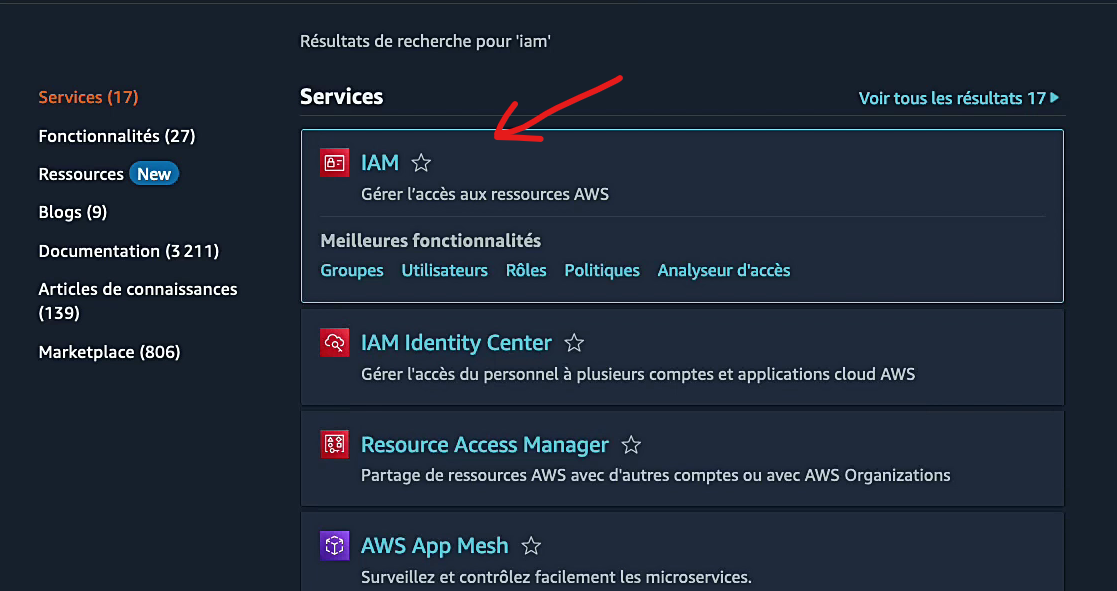 Résultats de recherche pour 'iam'
Services (17)
Fonctionnalités (27)
Ressources New
Blogs (9)
Documentation (3 211)
Articles de connaissances
(139)
Marketplace (806)
Services
Voir tous les résultats 17
IAM
Gérer l’accès aux ressources AWS
Meilleures fonctionnalités
Groupes Utilisateurs Rôles Politiques Analyseur d'accès
IAM Identity Center
Gérer l'accès du personnel à plusieurs comptes et applications cloud AWS
Resource Access Manager
Partage de ressources AWS avec d'autres comptes ou avec AWS Organizations
AWS App Mesh
Surveillez et contrôlez facilement les microservices.